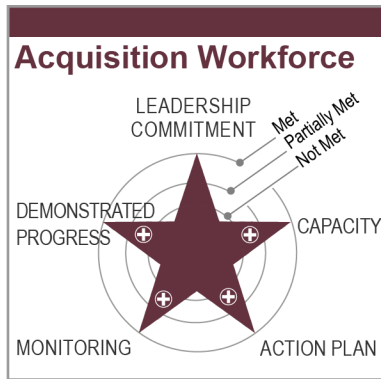 Acquisition Workforce
LEADERSHIP
COMMITMENT
Met
Partially Met
Not Met
DEMONSTRATED
PROGRESS
CAPACITY
MONITORING
ACTION PLAN